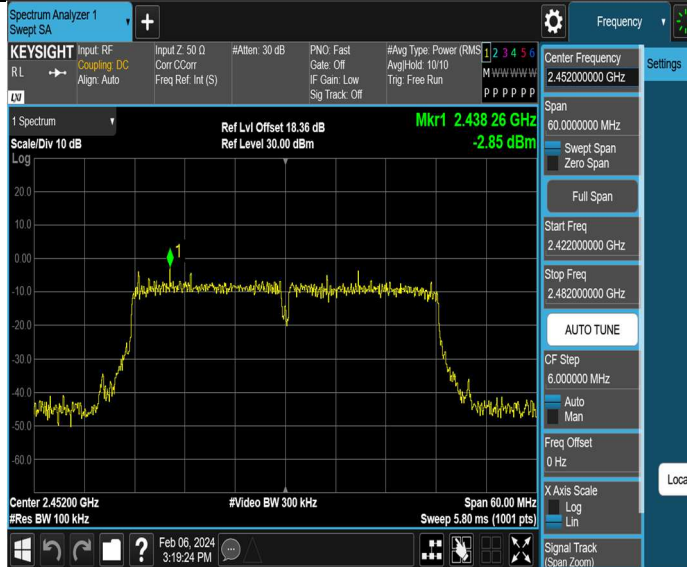 Spectrum Analyzer 1
Swept SA
+
Frequency
KEYSIGHT
RL
LXI
Input: RF
Coupling: DC
Align: Auto
Input Z: 50 Ω
Corr CCorr
Freq Ref: Int (S)
#Atten: 30 dB
PNO: Fast
Gate: Off
IF Gain: Low
Sig Track: Off
#Avg Type: Power (RMS
Avg|Hold: 10/10
Trig: Free Run
1 2 3 4 5 6
M W W W W W
P P P P P P
1 Spectrum
Scale/Div 10 dB
Log
Ref Lvl Offset 18.36 dB
Ref Level 30.00 dBm
Mkr1 2.438 26 GHz
-2.85 dBm
20.0
10.0
0.00
-10.0
-20.0
-30.0
-40.0
-50.0
-60.0
1
Center 2.45200 GHz
#Res BW 100 kHz
#Video BW 300 kHz
Span 60.00 MHz
Sweep 5.80 ms (1001 pts)
?
Feb 06, 2024
3:19:24 PM
Center Frequency
2.452000000 GHz
Span
60.0000000 MHz
Swept Span
Zero Span
Full Span
Start Freq
2.422000000 GHz
Stop Freq
2.482000000 GHz
AUTO TUNE
CF Step
6.000000 MHz
Auto
Man
Freq Offset
0 Hz
X Axis Scale
Log
Lin
Signal Track
(Span Zoom)
Settings
Loca